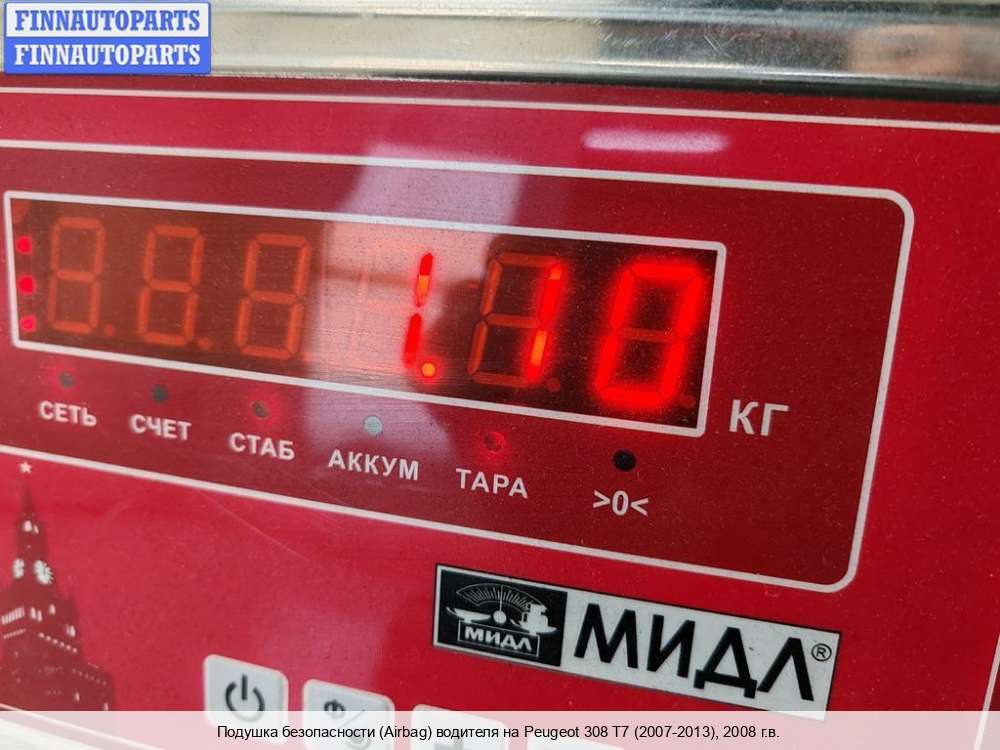 FINNAUTOPARTS
FINNAUTOPARTS
1.10
КГ
СЕТЬ СЧЕТ СТАБ АККУМ ТАРА >0<
МИДЛ МИДЛ®
Подушка безопасности (Airbag) водителя на Peugeot 308 T7 (2007-2013), 2008 г.в.